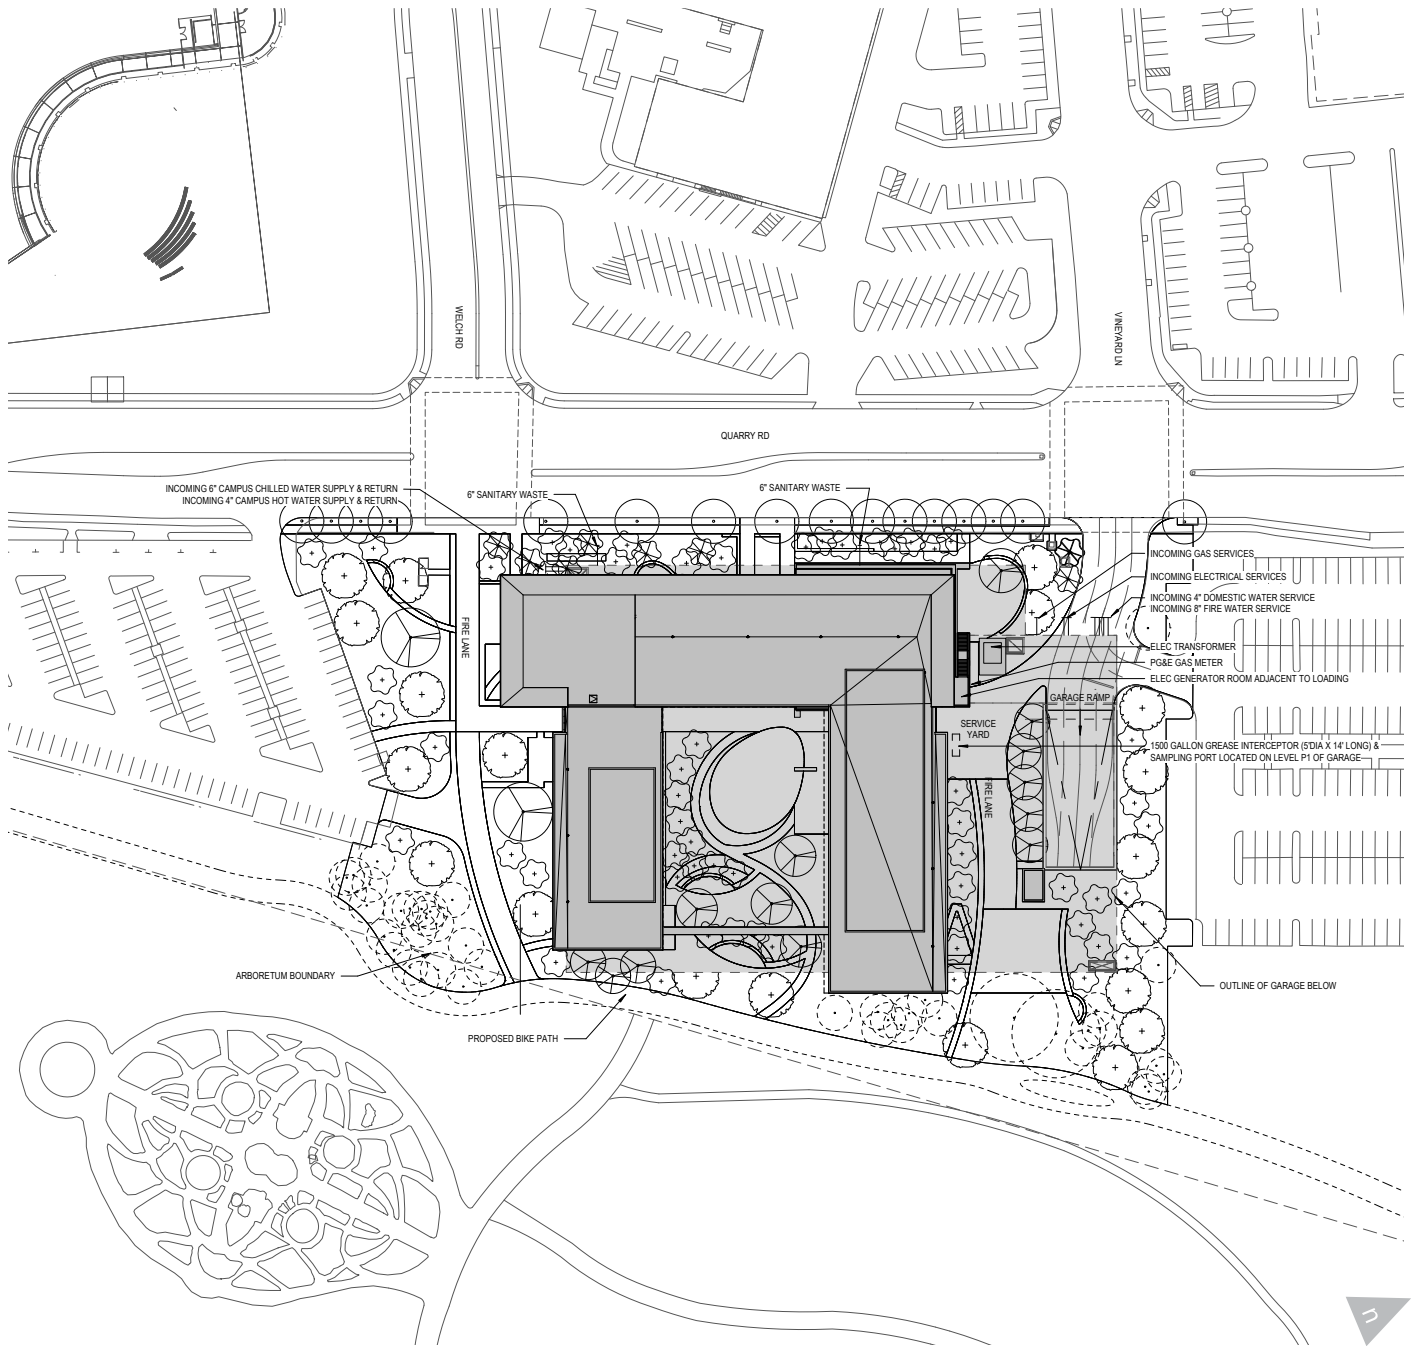 WELCH RD
VINEYARD LN
QUARRY RD
INCOMING 6" CAMPUS CHILLED WATER SUPPLY & RETURN
INCOMING 4" CAMPUS HOT WATER SUPPLY & RETURN
6" SANITARY WASTE
6" SANITARY WASTE
INCOMING GAS SERVICES
INCOMING ELECTRICAL SERVICES
INCOMING 4" DOMESTIC WATER SERVICE
INCOMING 8" FIRE WATER SERVICE
FIRE LANE
ELEC TRANSFORMER
PG&E GAS METER
ELEC GENERATOR ROOM ADJACENT TO LOADING
GARAGE RAMP
SERVICE
YARD
1500 GALLON GREASE INTERCEPTOR (5'DIA X 14' LONG) &
SAMPLING PORT LOCATED ON LEVEL P1 OF GARAGE
FIRE LANE
ARBORETUM BOUNDARY
OUTLINE OF GARAGE BELOW
PROPOSED BIKE PATH
n